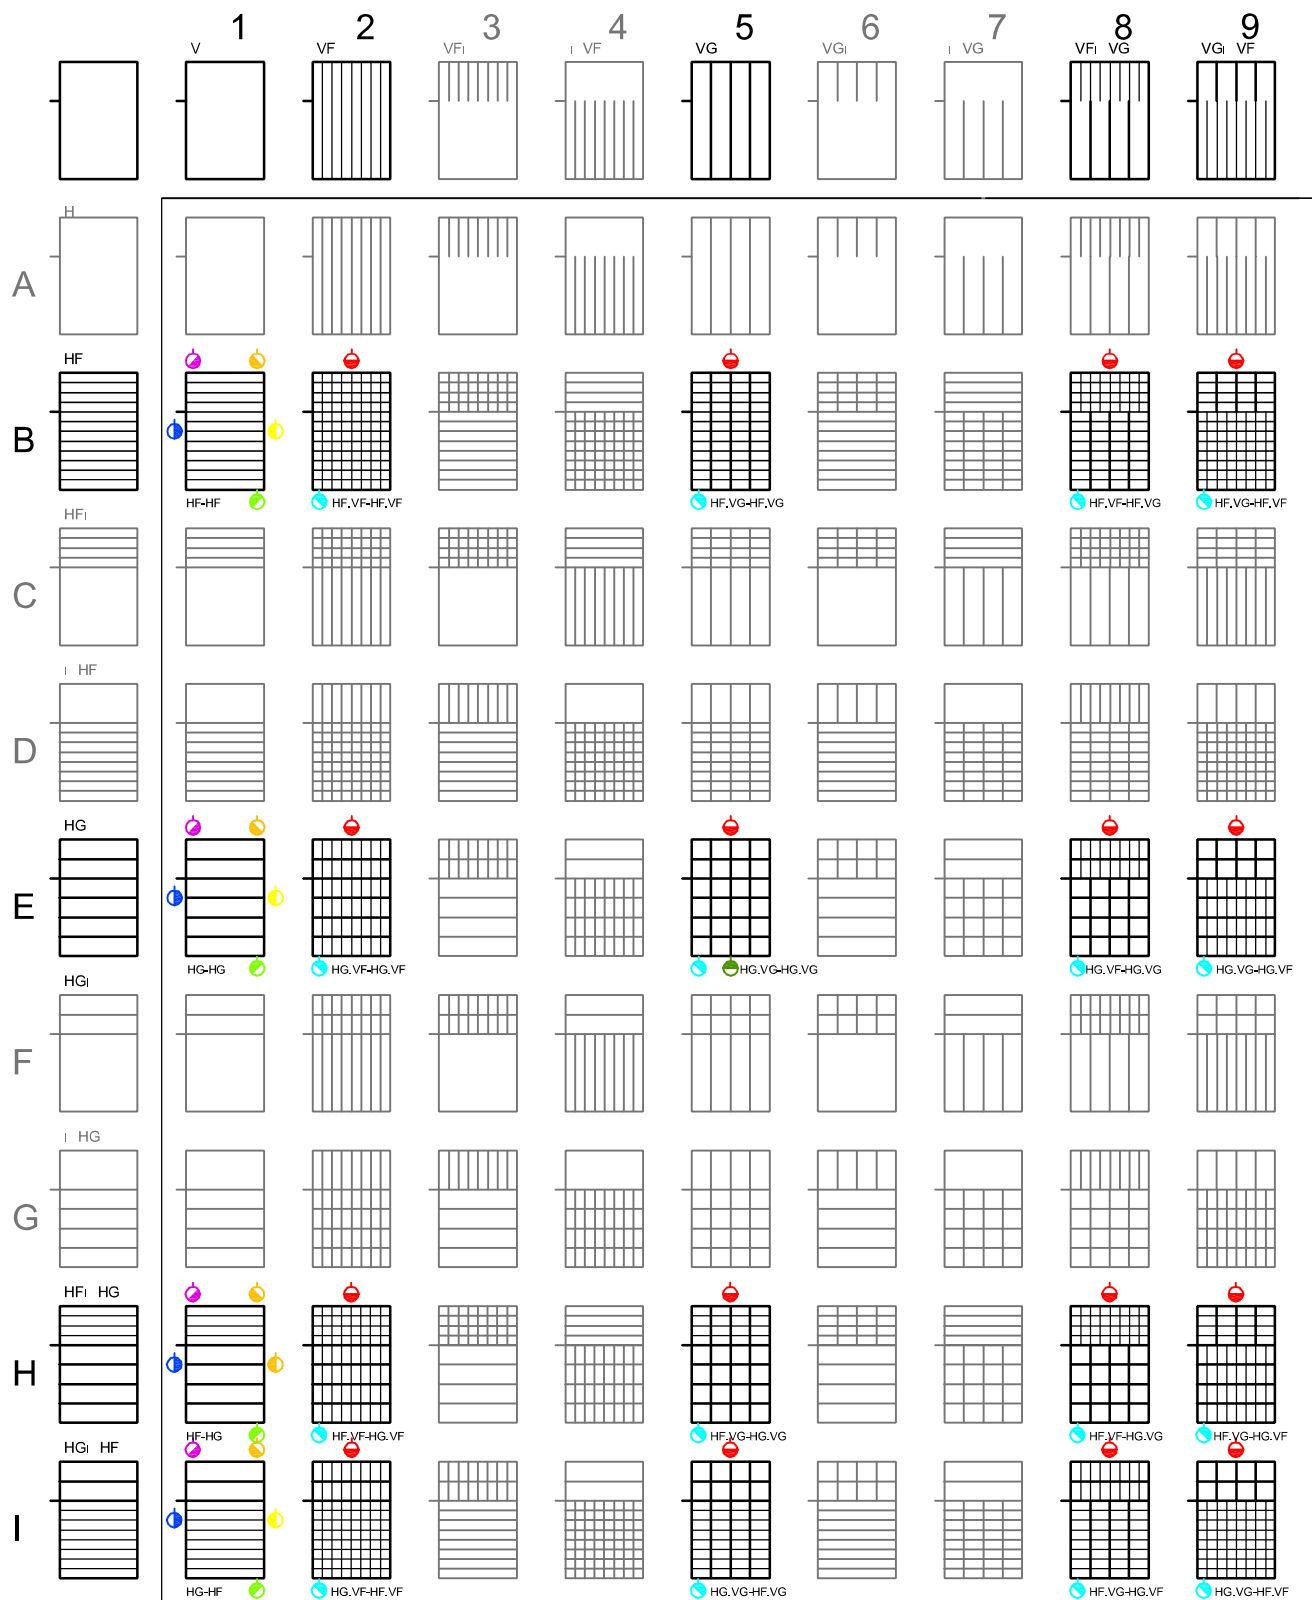 1 2 3 4 5 6 7 8 9
V VF VF| | VF VG VG| | VG VF| VG VG| VF
H
A
HF
B
HF-HF HF.VF-HF.VF HF.VG-HF.VG HF.VF-HF.VG HF.VG-HF.VF
HF|
C
| HF
D
HG
E
HG-HG HG.VF-HG.VF HG.VG-HG.VG HG.VF-HG.VG HG.VG-HG.VF
HG|
F
| HG
G
HF| HG
H
HF-HG HF.VF-HG.VF HF.VG-HG.VG HF.VF-HG.VG HF.VG-HG.VF
HG| HF
I
HG-HF HG.VF-HF.VF HG.VG-HF.VG HF.VG-HG.VF HG.VG-HF.VF